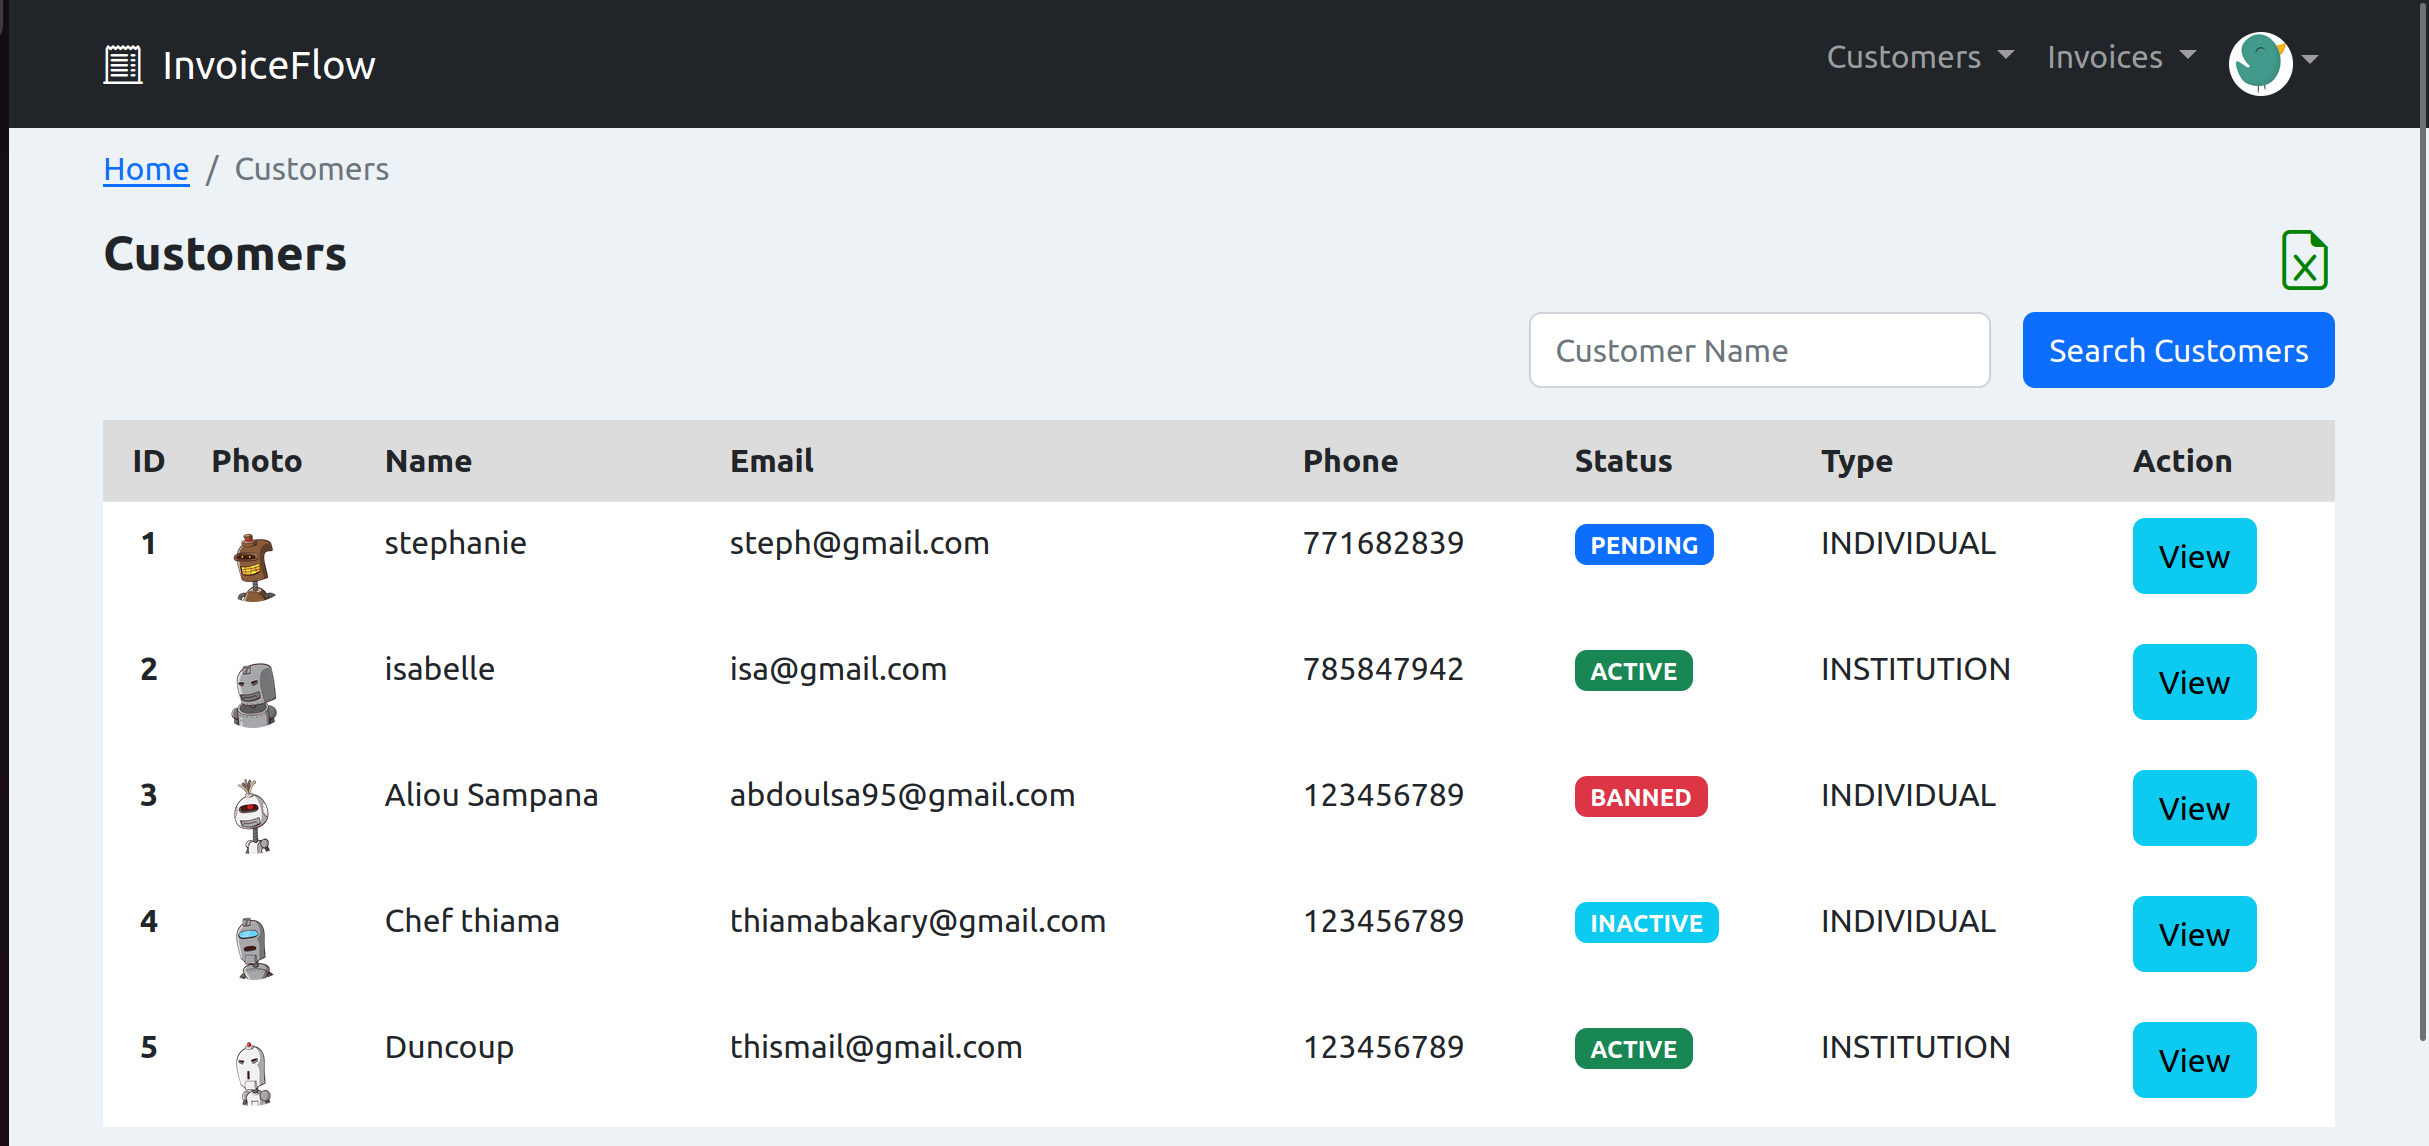 InvoiceFlow Customers Invoices
Home / Customers
Customers
Customer Name Search Customers
ID Photo Name Email Phone Status Type Action
1 stephanie steph@gmail.com 771682839 PENDING INDIVIDUAL View
2 isabelle isa@gmail.com 785847942 ACTIVE INSTITUTION View
3 Aliou Sampana abdoulsa95@gmail.com 123456789 BANNED INDIVIDUAL View
4 Chef thiama thiamabakary@gmail.com 123456789 INACTIVE INDIVIDUAL View
5 Duncoup thismail@gmail.com 123456789 ACTIVE INSTITUTION View